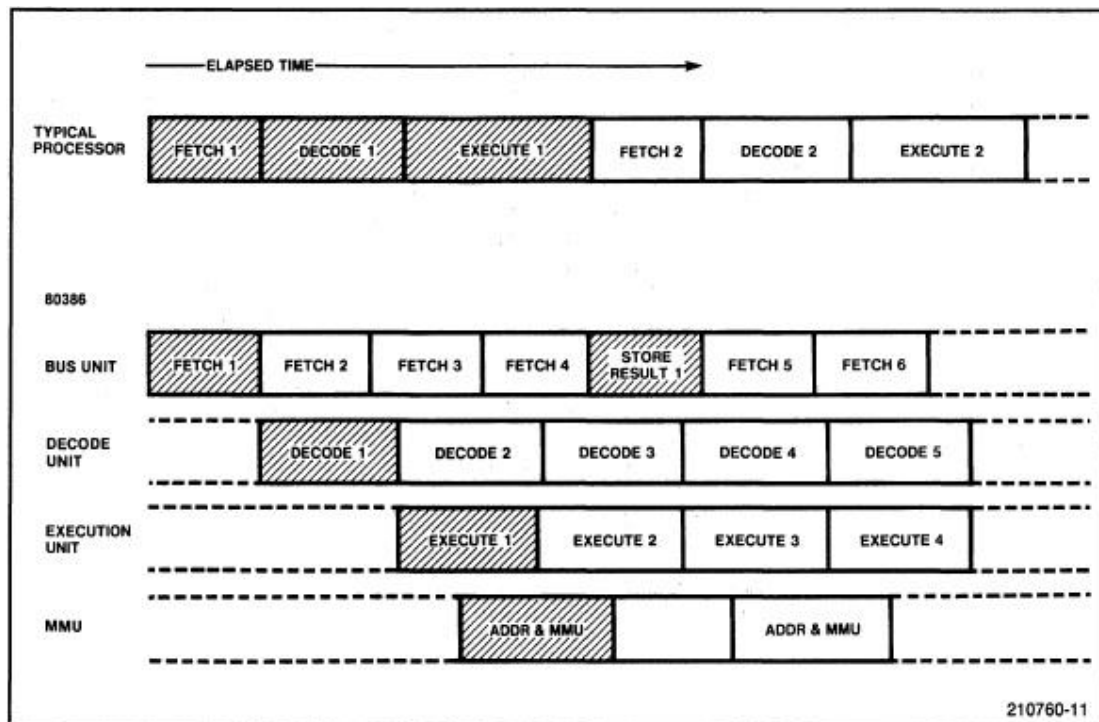 ELAPSED TIME
TYPICAL
PROCESSOR
FETCH 1
DECODE 1
EXECUTE 1
FETCH 2
DECODE 2
EXECUTE 2
80386
BUS UNIT
FETCH 1
FETCH 2
FETCH 3
FETCH 4
STORE
RESULT 1
FETCH 5
FETCH 6
DECODE
UNIT
DECODE 1
DECODE 2
DECODE 3
DECODE 4
DECODE 5
EXECUTION
UNIT
EXECUTE 1
EXECUTE 2
EXECUTE 3
EXECUTE 4
MMU
ADDR & MMU
ADDR & MMU
210760-11